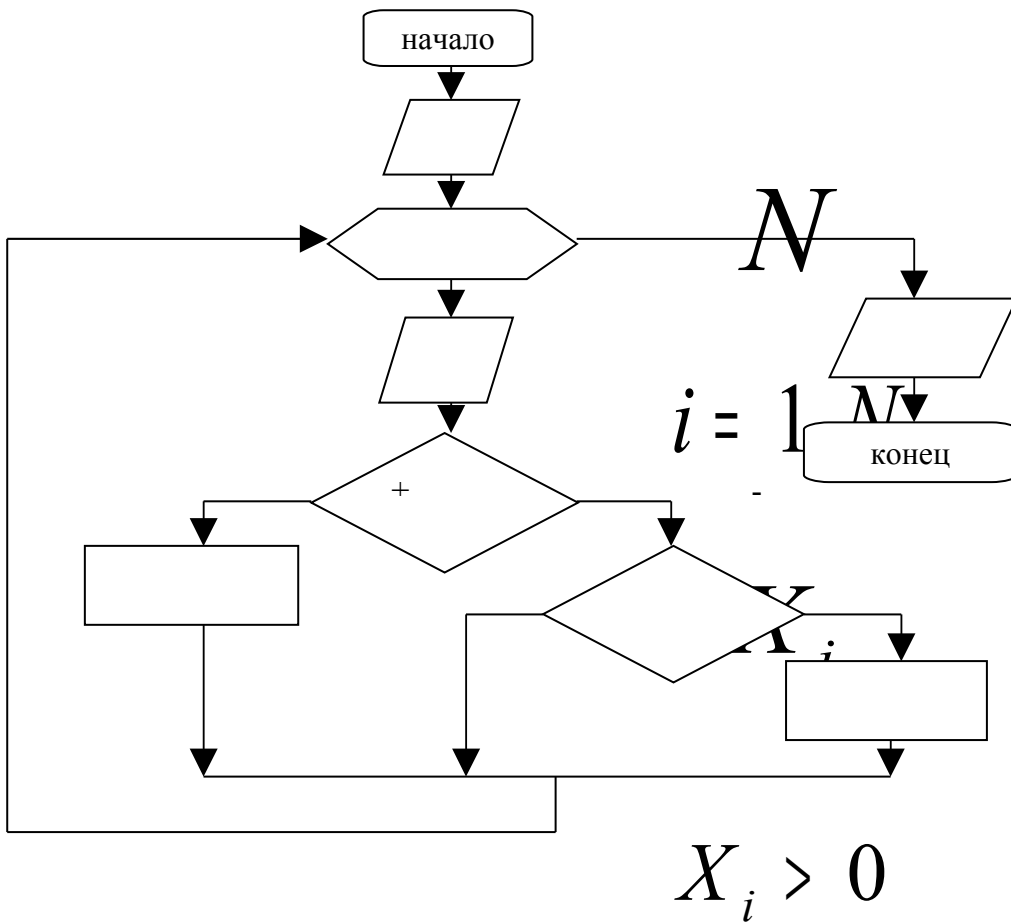 начало
N
i = 1 N
конец
+ -
X i
X i > 0